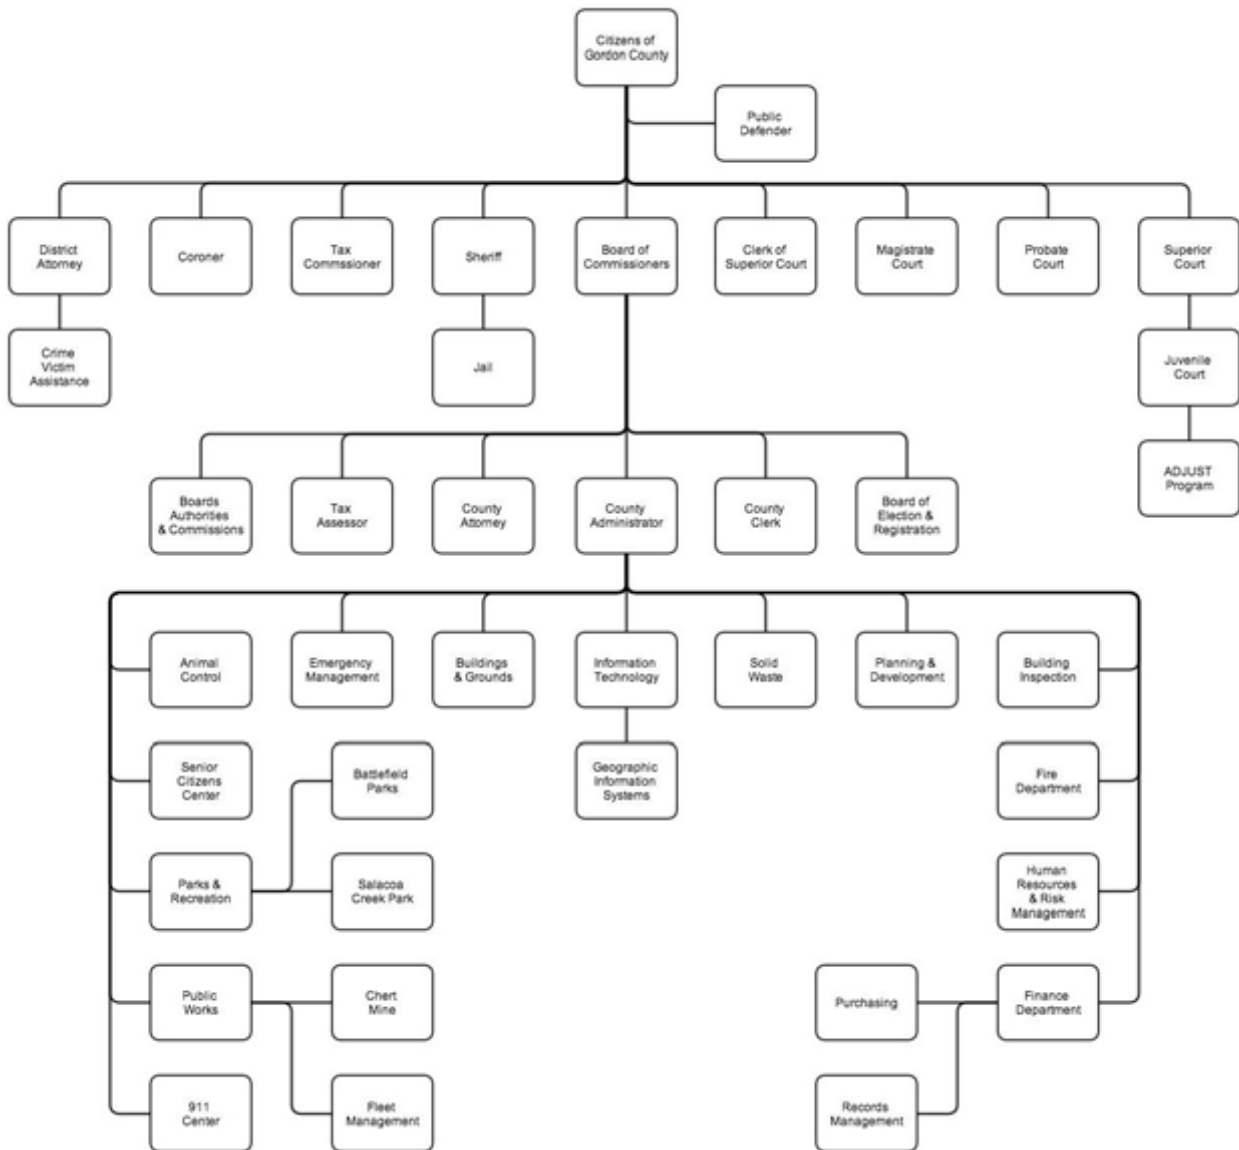 Citizens of
Gordon County
Public
Defender
District
Attorney
Coroner
Tax
Commssioner
Sheriff
Board of
Commissioners
Clerk of
Superior Court
Magistrate
Court
Probate
Court
Superior
Court
Crime
Victim
Assistance
Jail
Juvenile
Court
ADJUST
Program
Boards
Authorities
& Commissions
Tax
Assessor
County
Attorney
County
Administrator
County
Clerk
Board of
Election &
Registration
Animal
Control
Emergency
Management
Buildings
& Grounds
Information
Technology
Solid
Waste
Planning &
Development
Building
Inspection
Senior
Citizens
Center
Battlefield
Parks
Geographic
Information
Systems
Fire
Department
Parks &
Recreation
Salacoa
Creek Park
Human
Resources
& Risk
Management
Public
Works
Chert
Mine
Purchasing
Finance
Department
911
Center
Fleet
Management
Records
Management